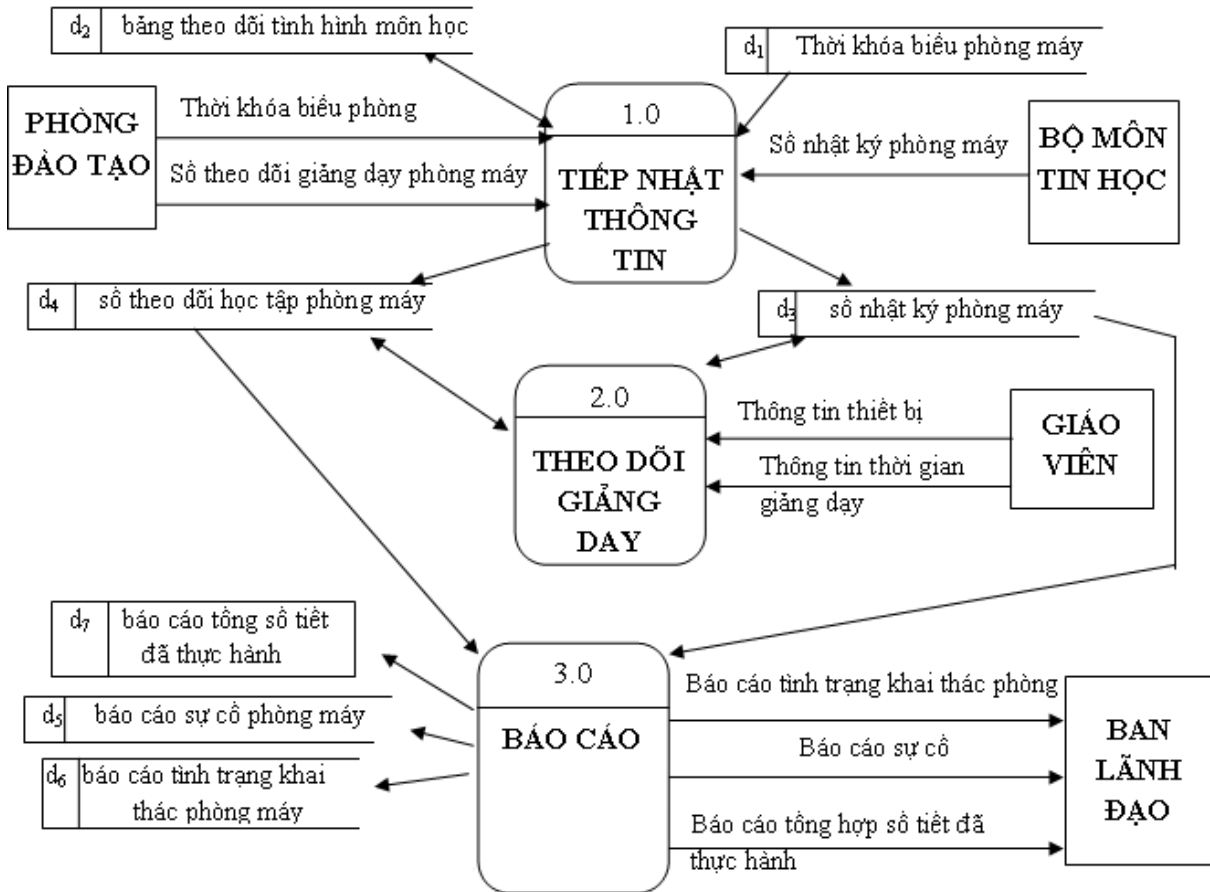 d₂ bảng theo dõi tình hình môn học
d₁ Thời khóa biểu phòng máy
PHÒNG
ĐÀO TẠO
Thời khóa biểu phòng
Sổ theo dõi giảng dạy phòng máy
1.0
TIẾP NHẬT
THÔNG
TIN
Sổ nhật ký phòng máy
BỘ MÔN
TIN HỌC
d₄ sổ theo dõi học tập phòng máy
d₃ sổ nhật ký phòng máy
2.0
THEO DÕI
GIẢNG
DAY
Thông tin thiết bị
Thông tin thời gian
giảng dạy
GIÁO
VIÊN
d₇ báo cáo tổng số tiết
đã thực hành
d₅ báo cáo sự cố phòng máy
d₆ báo cáo tình trạng khai
thác phòng máy
3.0
BÁO CÁO
Báo cáo tình trạng khai thác phòng
Báo cáo sự cố
Báo cáo tổng hợp số tiết đã
thực hành
BAN
LÃNH
ĐẠO